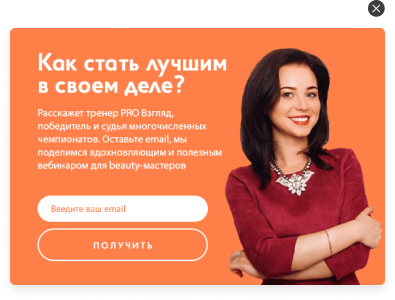 Как стать лучшим
в своем деле?
Расскажет тренер PRO Взгляд,
победитель и судья многочисленных
чемпионатов. Оставьте email, мы
поделимся вдохновляющим и полезным
вебинаром для beauty-мастеров
Введите ваш email
ПОЛУЧИТЬ